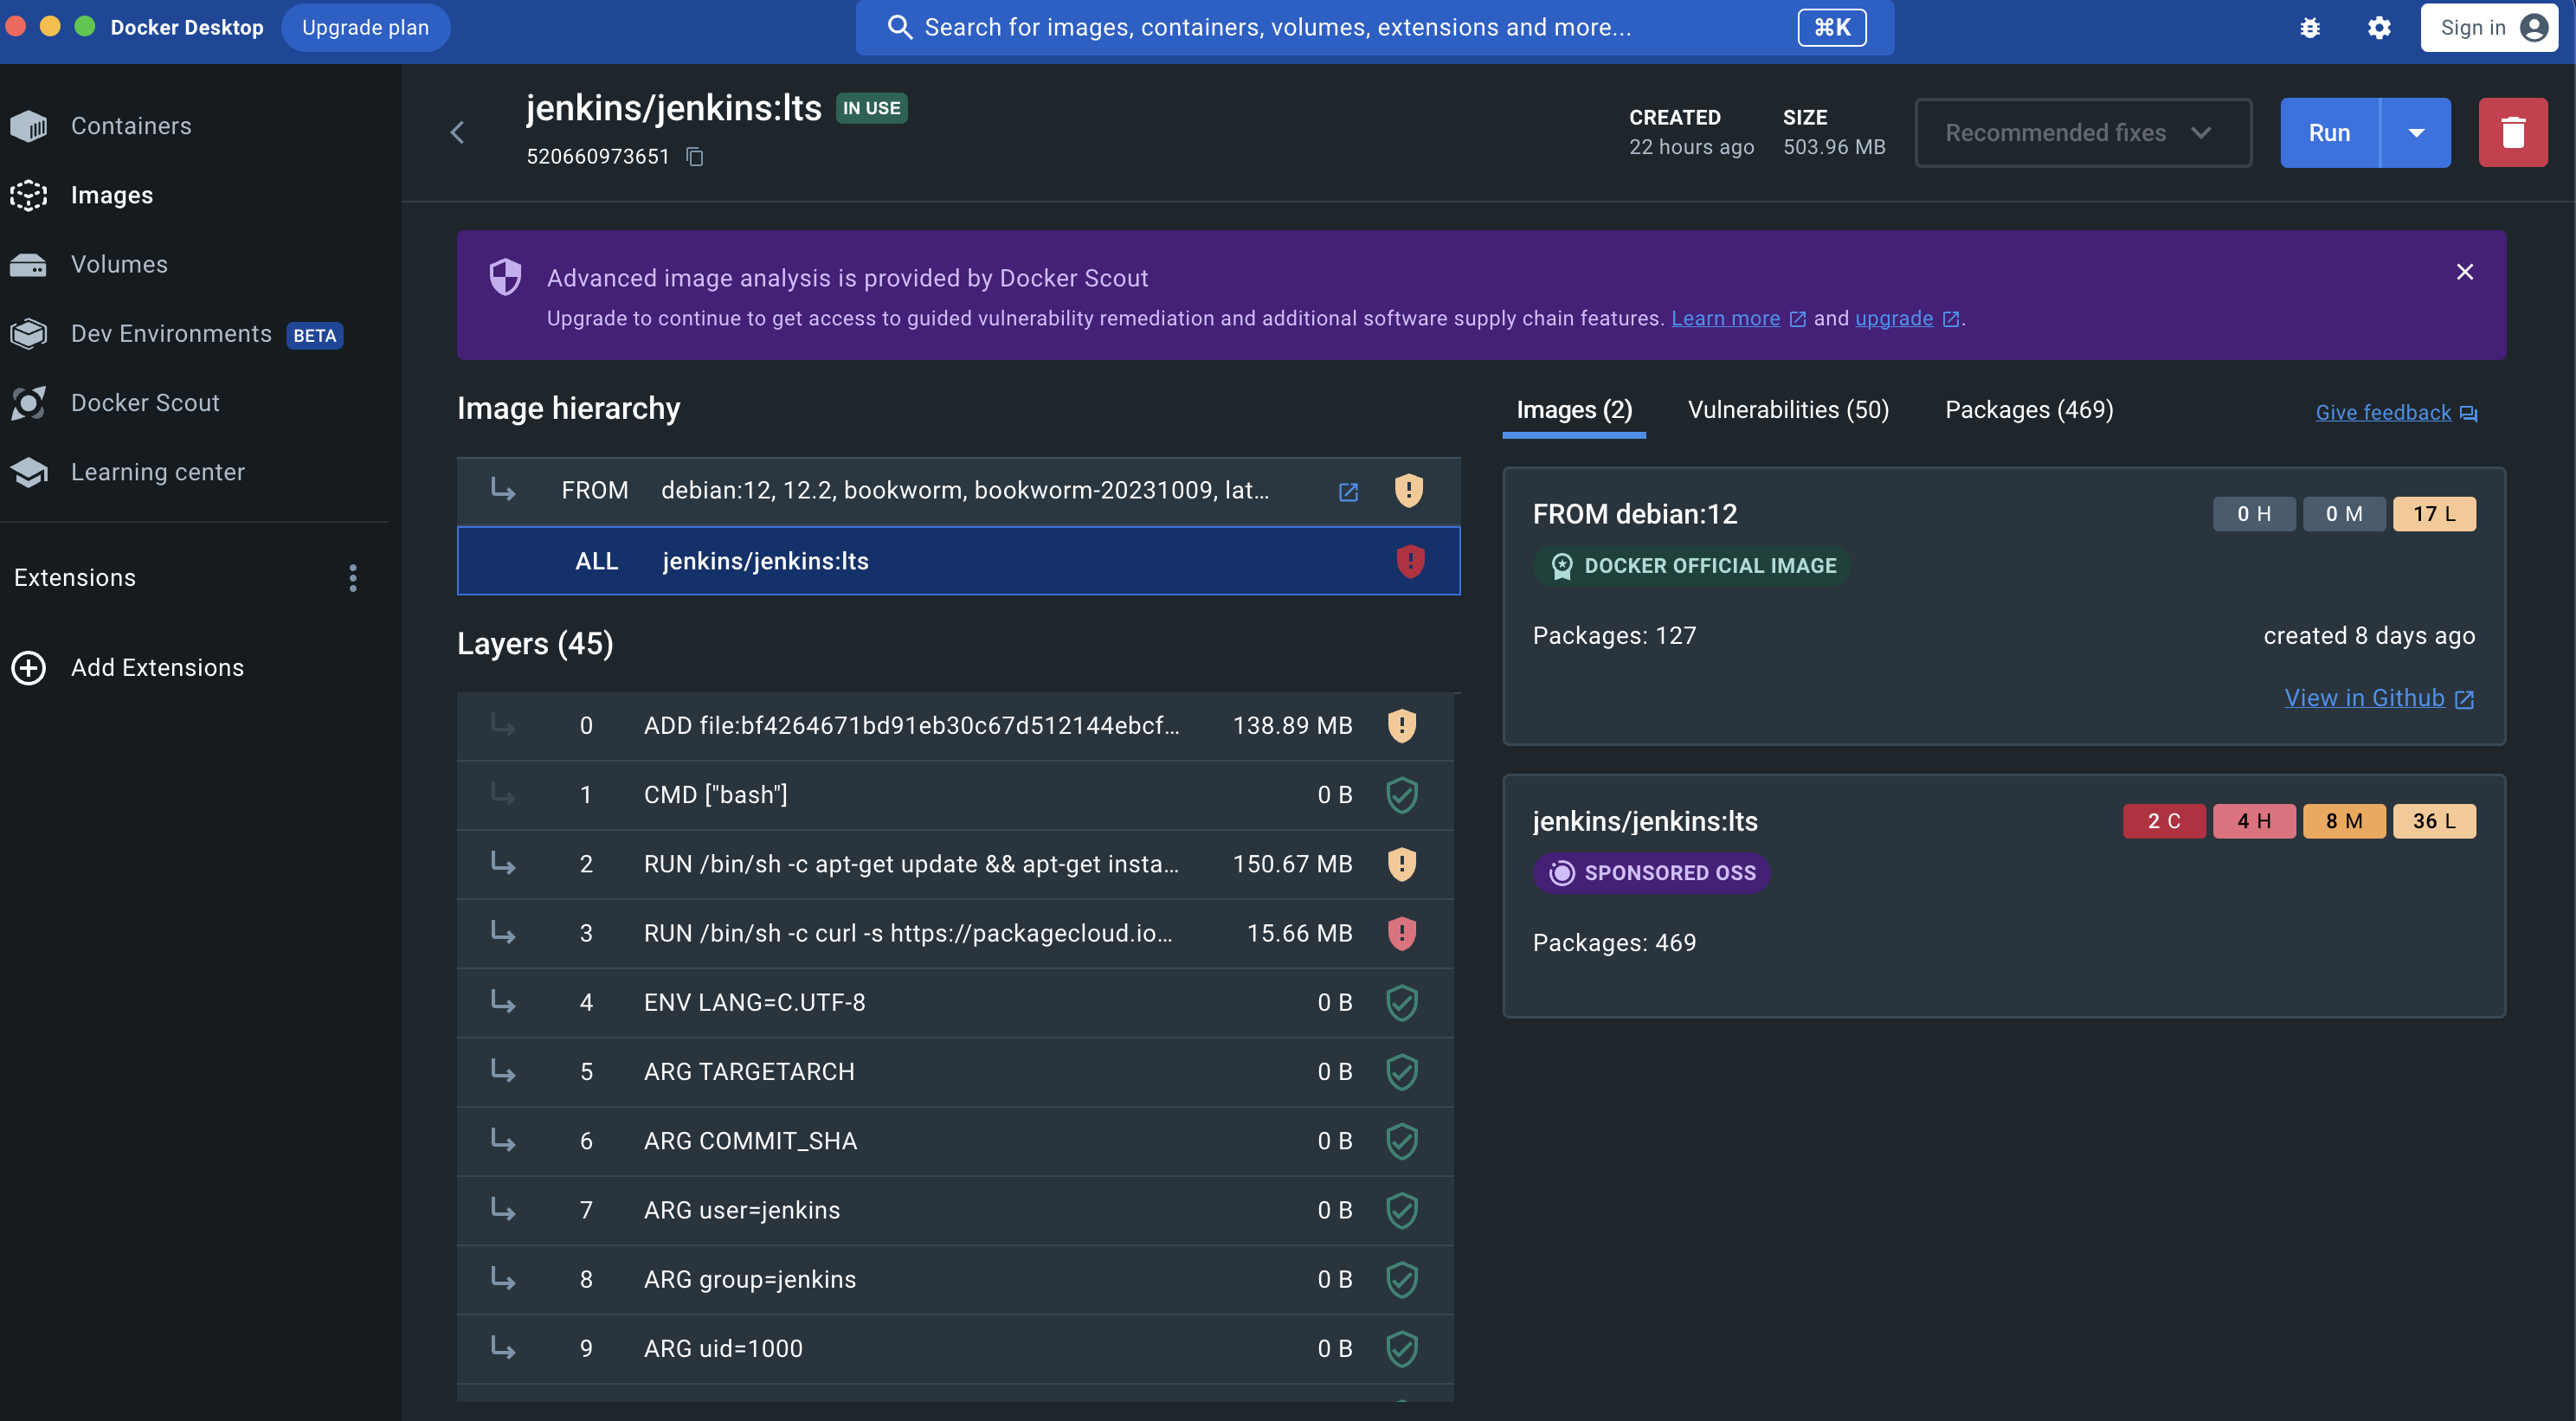 Docker Desktop
Upgrade plan
Search for images, containers, volumes, extensions and more...
⌘K
Sign in
Containers
Images
Volumes
Dev Environments BETA
Docker Scout
Learning center
Extensions
Add Extensions
jenkins/jenkins:lts IN USE
520660973651
CREATED
22 hours ago
SIZE
503.96 MB
Recommended fixes
Run
Advanced image analysis is provided by Docker Scout
Upgrade to continue to get access to guided vulnerability remediation and additional software supply chain features. Learn more and upgrade .
Image hierarchy
FROM debian:12, 12.2, bookworm, bookworm-20231009, lat...
ALL jenkins/jenkins:lts
Layers (45)
0 ADD file:bf4264671bd91eb30c67d512144ebcf... 138.89 MB
1 CMD ["bash"] 0 B
2 RUN /bin/sh -c apt-get update && apt-get insta... 150.67 MB
3 RUN /bin/sh -c curl -s https://packagecloud.io... 15.66 MB
4 ENV LANG=C.UTF-8 0 B
5 ARG TARGETARCH 0 B
6 ARG COMMIT_SHA 0 B
7 ARG user=jenkins 0 B
8 ARG group=jenkins 0 B
9 ARG uid=1000 0 B
Images (2)
Vulnerabilities (50)
Packages (469)
Give feedback
FROM debian:12
0 H 0 M 17 L
DOCKER OFFICIAL IMAGE
Packages: 127
created 8 days ago
View in Github
jenkins/jenkins:lts
2 C 4 H 8 M 36 L
SPONSORED OSS
Packages: 469